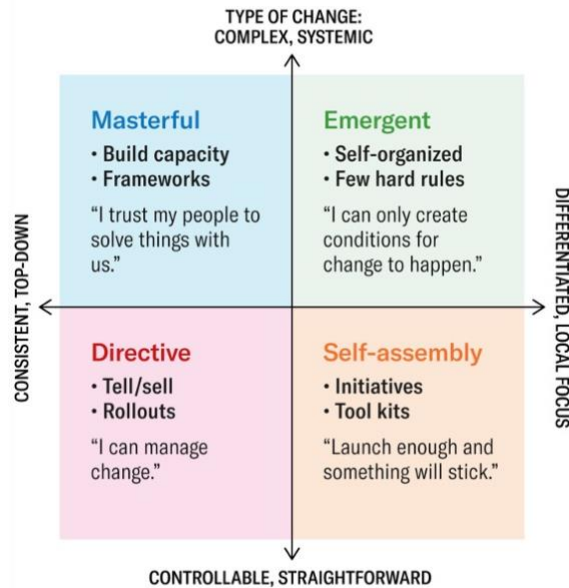 TYPE OF CHANGE:
COMPLEX, SYSTEMIC
Masterful
• Build capacity
• Frameworks
“I trust my people to
solve things with
us.”
Emergent
• Self-organized
• Few hard rules
“I can only create
conditions for
change to happen.”
CONSISTENT, TOP-DOWN
DIFFERENTIATED, LOCAL FOCUS
Directive
• Tell/sell
• Rollouts
“I can manage
change.”
Self-assembly
• Initiatives
• Tool kits
“Launch enough and
something will stick.”
CONTROLLABLE, STRAIGHTFORWARD